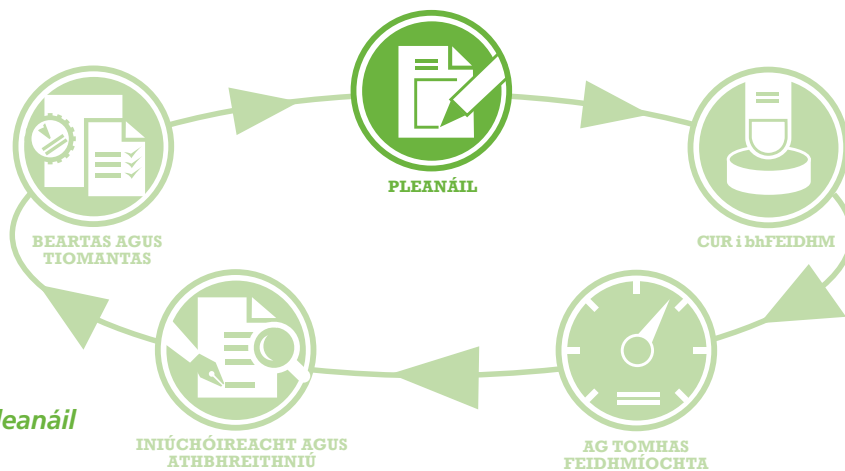 PLEANÁIL
BEARTAS AGUS
TIOMANTAS
CUR i bhFEIDHM
leanáil
INIÚCHÓIREACHT AGUS
ATHBHREITHNIÚ
AG TOMHAS
FEIDHMÍOCHTA